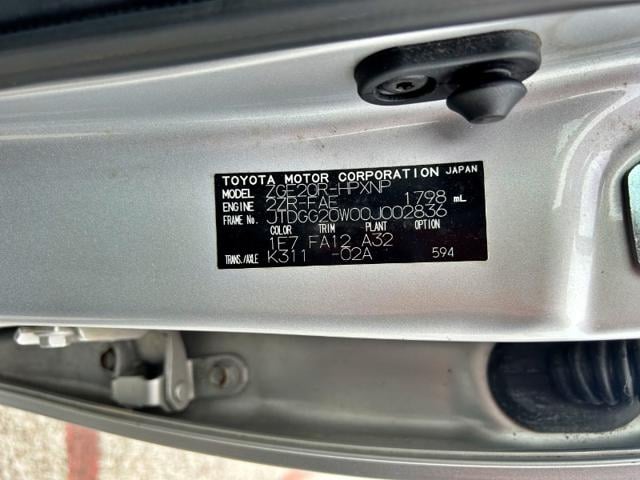 TOYOTA MOTOR CORPORATION JAPAN
MODEL ZGE20R-HPXNP
ENGINE 2ZR-FAE 1798 mL
FRAME No. JTDGG20W00J002836
COLOR TRIM PLANT OPTION
1E7 FA12 A32
TRANS./AXLE K311 -02A 594